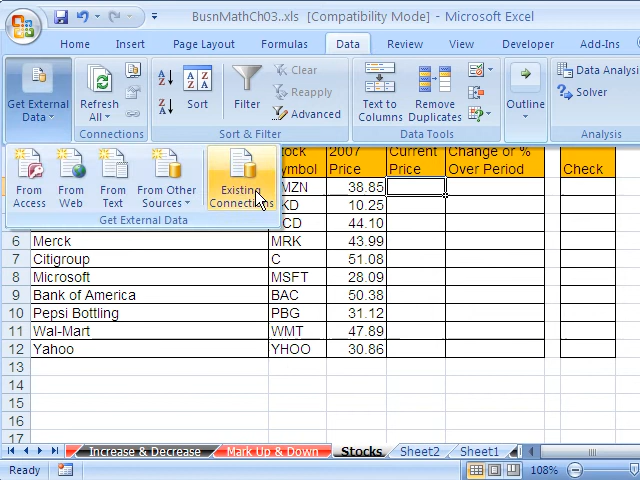 BusnMathCh03..xls [Compatibility Mode] - Microsoft Excel
Home Insert Page Layout Formulas Data Review View Developer Add-Ins
Get External Data Refresh All Sort Filter Clear Reapply Advanced Text to Columns Remove Duplicates Outline Data Analysis Solver
Connections Sort & Filter Data Tools Analysis
From Access From Web From Text From Other Sources Existing Connections
Get External Data
2007 Price Current Price Change or % Over Period Check
MZN 38.85
KD 10.25
CD 44.10
6 Merck MRK 43.99
7 Citigroup C 51.08
8 Microsoft MSFT 28.09
9 Bank of America BAC 50.38
10 Pepsi Bottling PBG 31.12
11 Wal-Mart WMT 47.89
12 Yahoo YHOO 30.86
13
14
15
16
17
Increase & Decrease Mark Up & Down Stocks Sheet2 Sheet1
Ready 108%